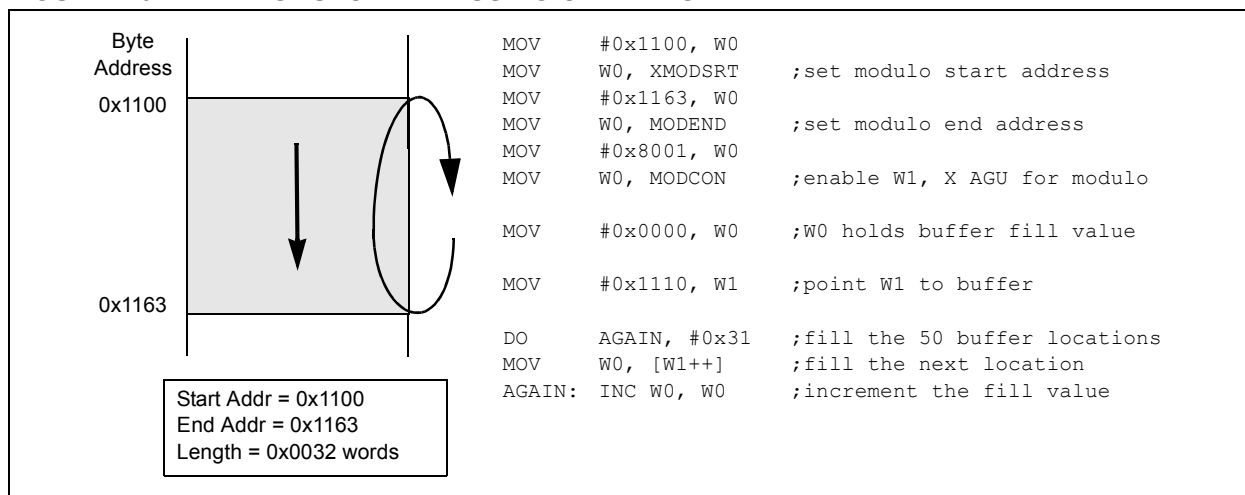 Byte
Address
0x1100
0x1163
Start Addr = 0x1100
End Addr = 0x1163
Length = 0x0032 words
MOV #0x1100, W0
MOV W0, XMODSRT ;set modulo start address
MOV #0x1163, W0
MOV W0, MODEND ;set modulo end address
MOV #0x8001, W0
MOV W0, MODCON ;enable W1, X AGU for modulo
MOV #0x0000, W0 ;W0 holds buffer fill value
MOV #0x1110, W1 ;point W1 to buffer
DO AGAIN, #0x31 ;fill the 50 buffer locations
MOV W0, [W1++] ;fill the next location
AGAIN: INC W0, W0 ;increment the fill value